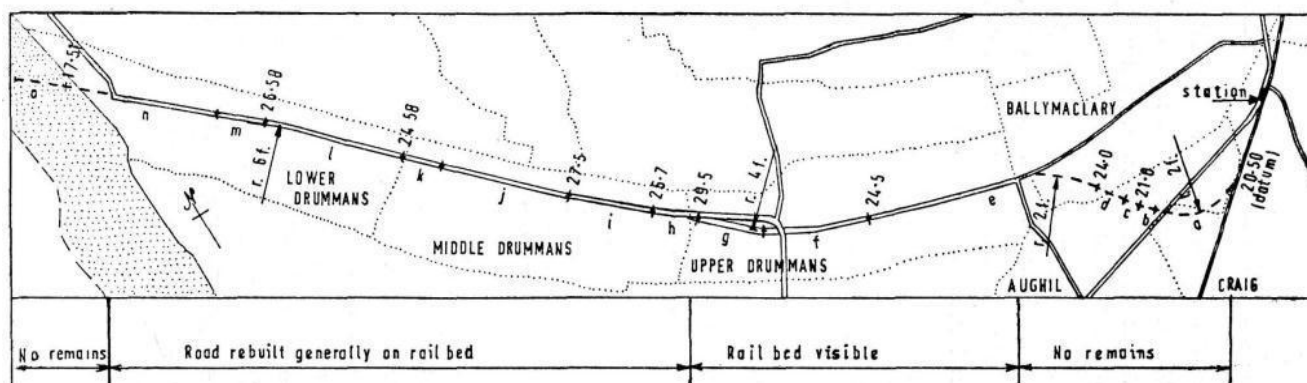 17·51
o
n
m
26·58
l
r. 6f.
LOWER
DRUMMANS
24·58
k
j
MIDDLE DRUMMANS
27·5
i
26·7
h
29·5
g
UPPER DRUMMANS
r. 4f.
f
24·5
e
BALLYMACLARY
AUGHIL
r. 2f.
24·0
d
c
21·0
b
2f.
a
station
20·50
(datum)
CRAIG
No remains
Road rebuilt generally on rail bed
Rail bed visible
No remains